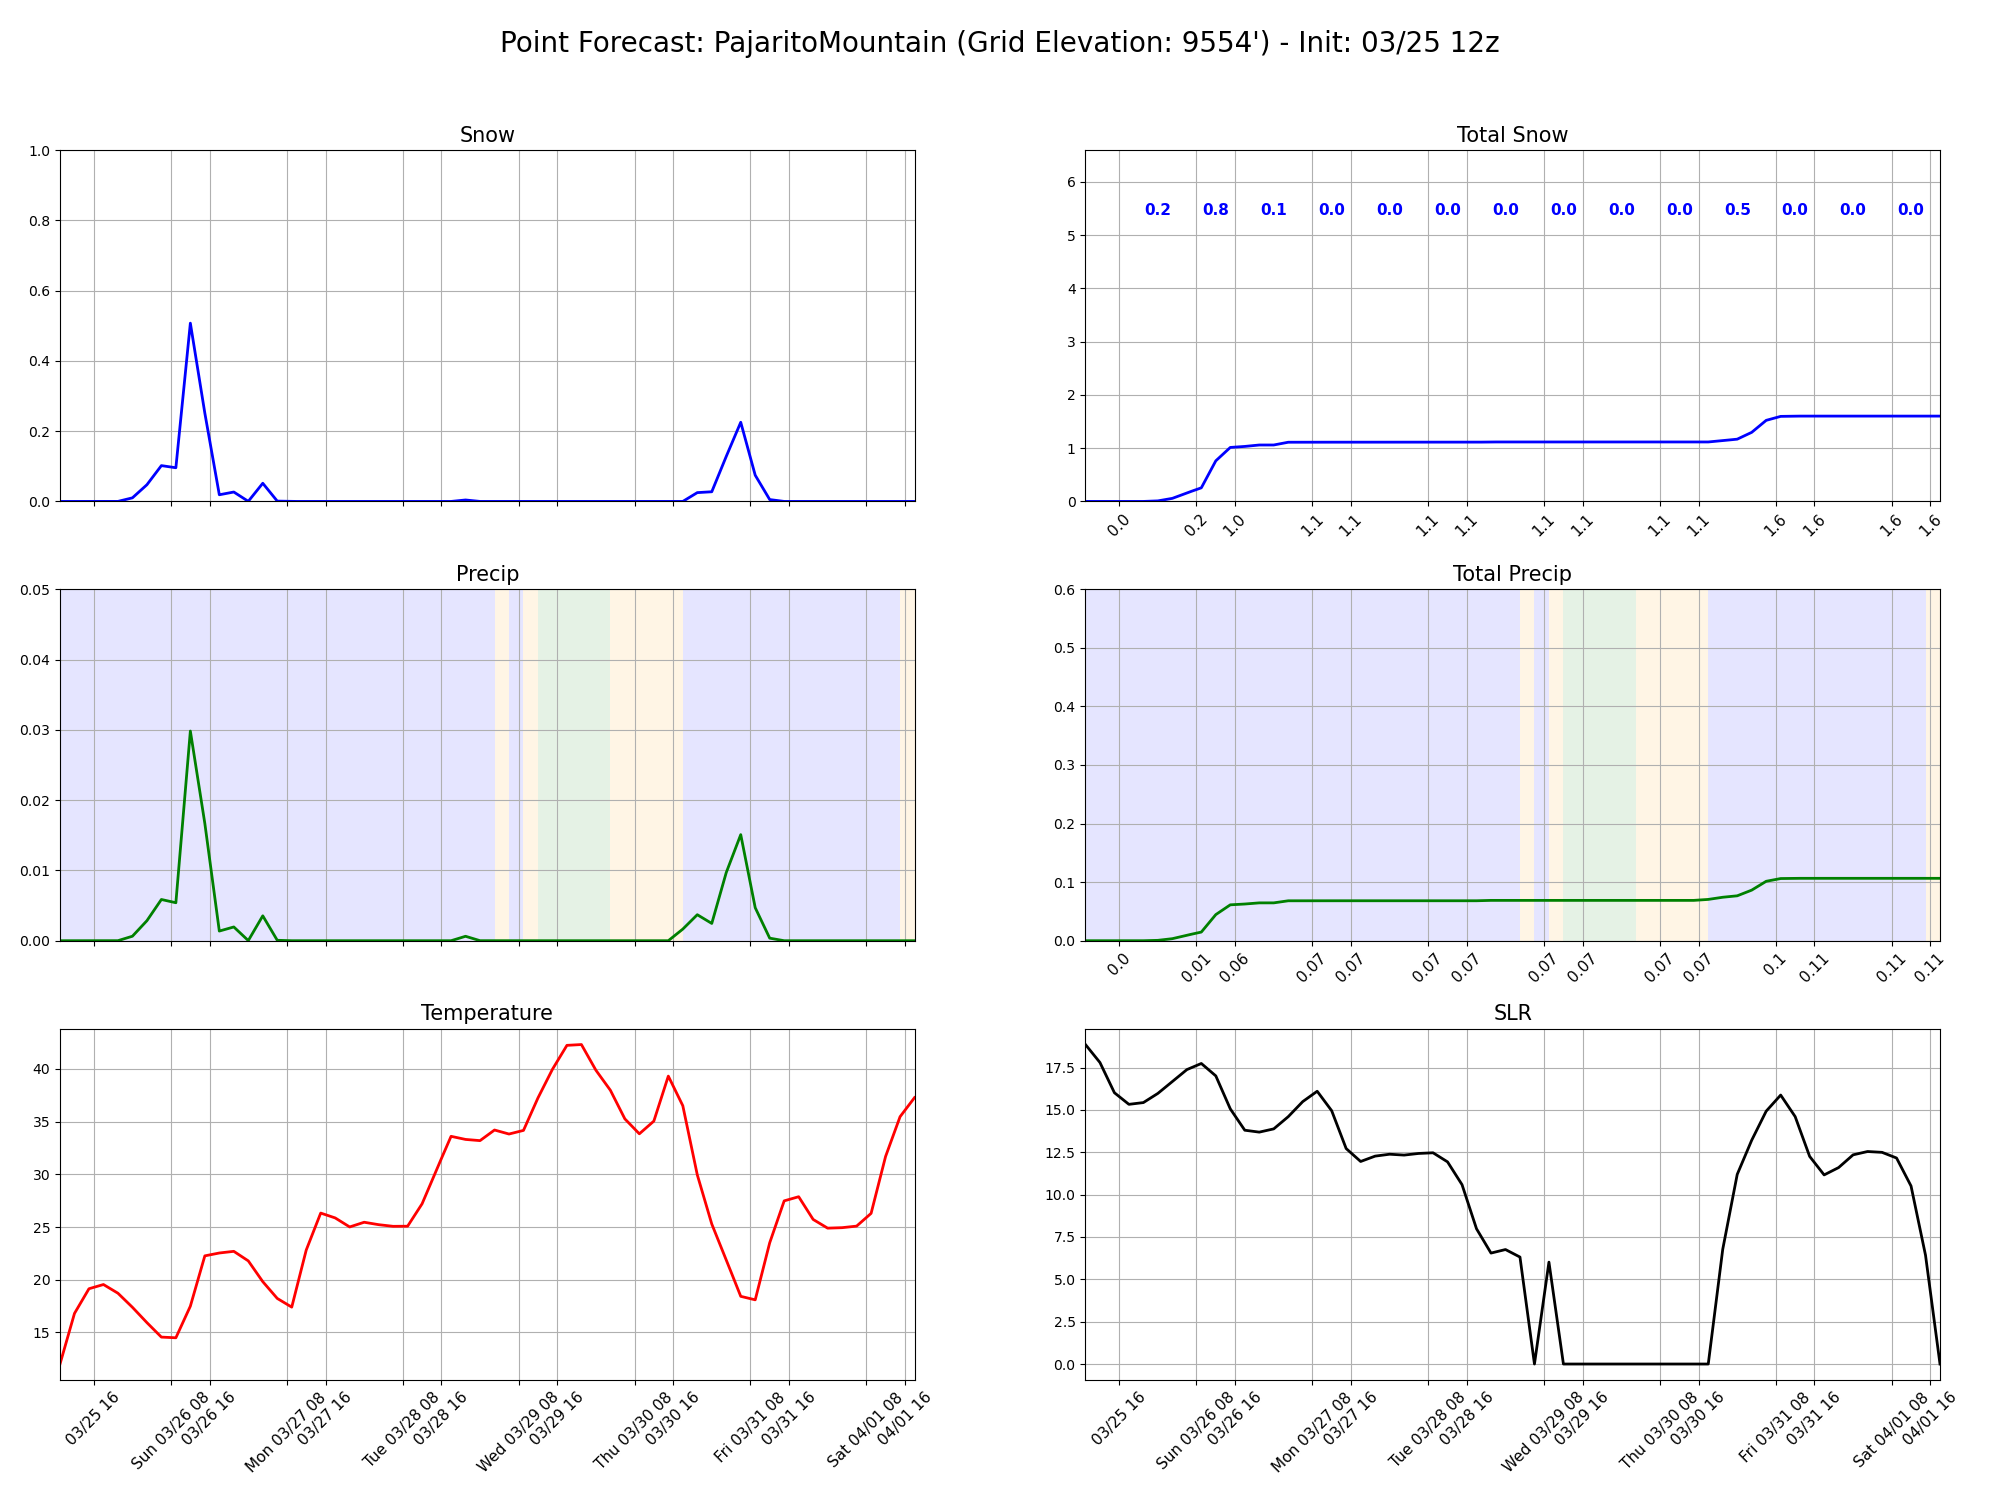 Point Forecast: PajaritoMountain (Grid Elevation: 9554') - Init: 03/25 12z
Snow
1.0
0.8
0.6
0.4
0.2
0.0
Total Snow
6
5
4
3
2
1
0
0.2 0.8 0.1 0.0 0.0 0.0 0.0 0.0 0.0 0.0 0.5 0.0 0.0 0.0
0.0 0.2 1.0 1.1 1.1 1.1 1.1 1.1 1.1 1.1 1.1 1.6 1.6 1.6 1.6
Precip
0.05
0.04
0.03
0.02
0.01
0.00
Total Precip
0.6
0.5
0.4
0.3
0.2
0.1
0.0
0.0 0.01 0.06 0.07 0.07 0.07 0.07 0.07 0.07 0.07 0.07 0.1 0.11 0.11 0.11
Temperature
40
35
30
25
20
15
03/25 16
Sun 03/26 08
03/26 16
Mon 03/27 08
03/27 16
Tue 03/28 08
03/28 16
Wed 03/29 08
03/29 16
Thu 03/30 08
03/30 16
Fri 03/31 08
03/31 16
Sat 04/01 08
04/01 16
SLR
17.5
15.0
12.5
10.0
7.5
5.0
2.5
0.0
03/25 16
Sun 03/26 08
03/26 16
Mon 03/27 08
03/27 16
Tue 03/28 08
03/28 16
Wed 03/29 08
03/29 16
Thu 03/30 08
03/30 16
Fri 03/31 08
03/31 16
Sat 04/01 08
04/01 16